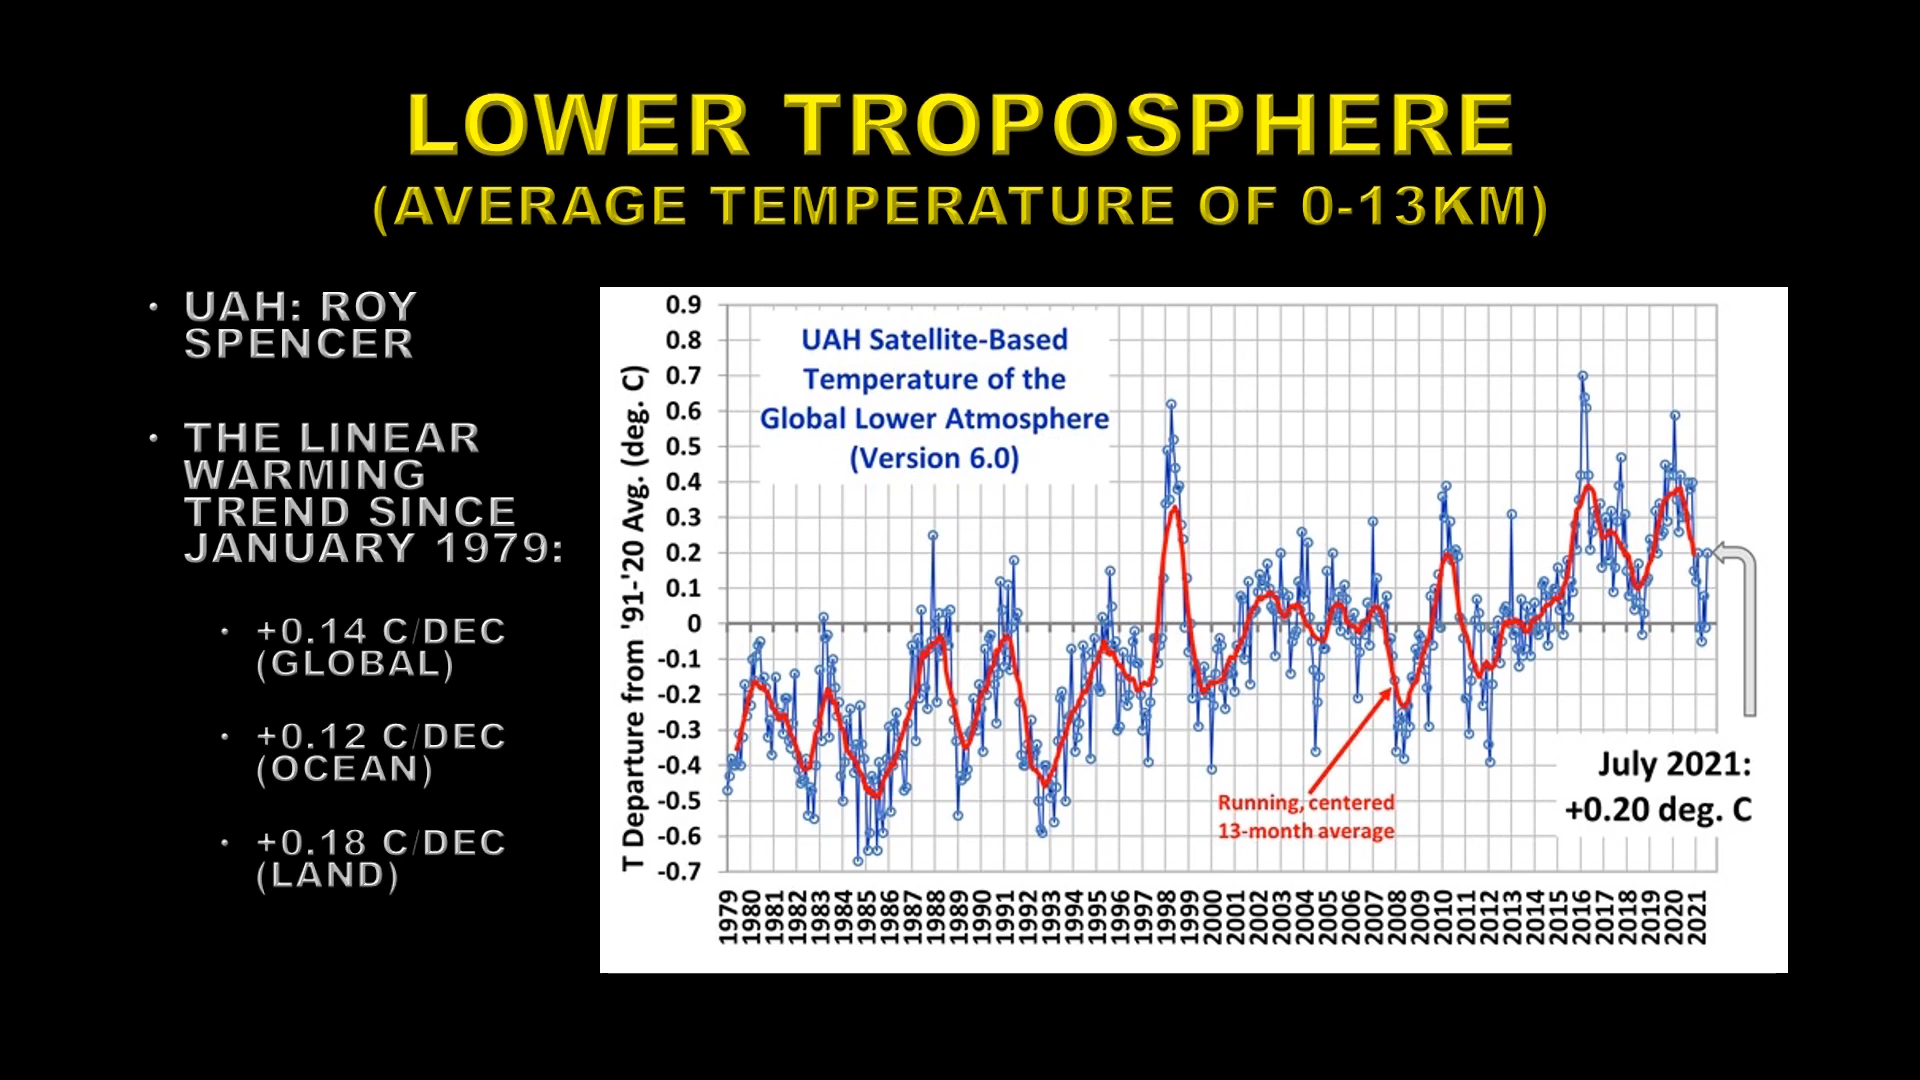 LOWER TROPOSPHERE
(AVERAGE TEMPERATURE OF 0-13KM)
• UAH: ROY
SPENCER
• THE LINEAR
WARMING
TREND SINCE
JANUARY 1979:
• +0.14 C/DEC
(GLOBAL)
• +0.12 C/DEC
(OCEAN)
• +0.18 C/DEC
(LAND)
T Departure from '91-'20 Avg. (deg. C)
0.9
0.8
0.7
0.6
0.5
0.4
0.3
0.2
0.1
0
-0.1
-0.2
-0.3
-0.4
-0.5
-0.6
-0.7
UAH Satellite-Based
Temperature of the
Global Lower Atmosphere
(Version 6.0)
Running, centered
13-month average
July 2021:
+0.20 deg. C
1979
1980
1981
1982
1983
1984
1985
1986
1987
1988
1989
1990
1991
1992
1993
1994
1995
1996
1997
1998
1999
2000
2001
2002
2003
2004
2005
2006
2007
2008
2009
2010
2011
2012
2013
2014
2015
2016
2017
2018
2019
2020
2021